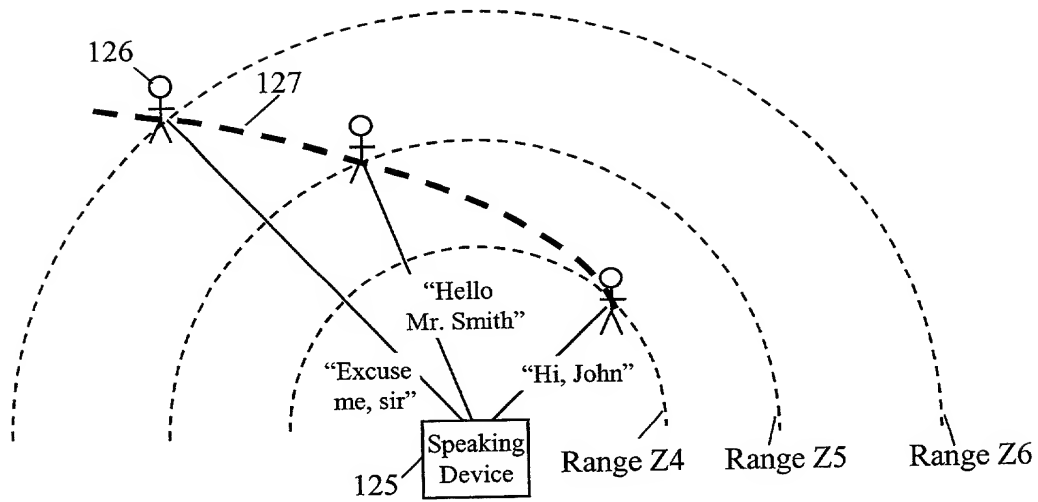 126
127
“Hello
Mr. Smith”
“Excuse
me, sir”
“Hi, John”
Speaking
Device
125
Range Z4
Range Z5
Range Z6